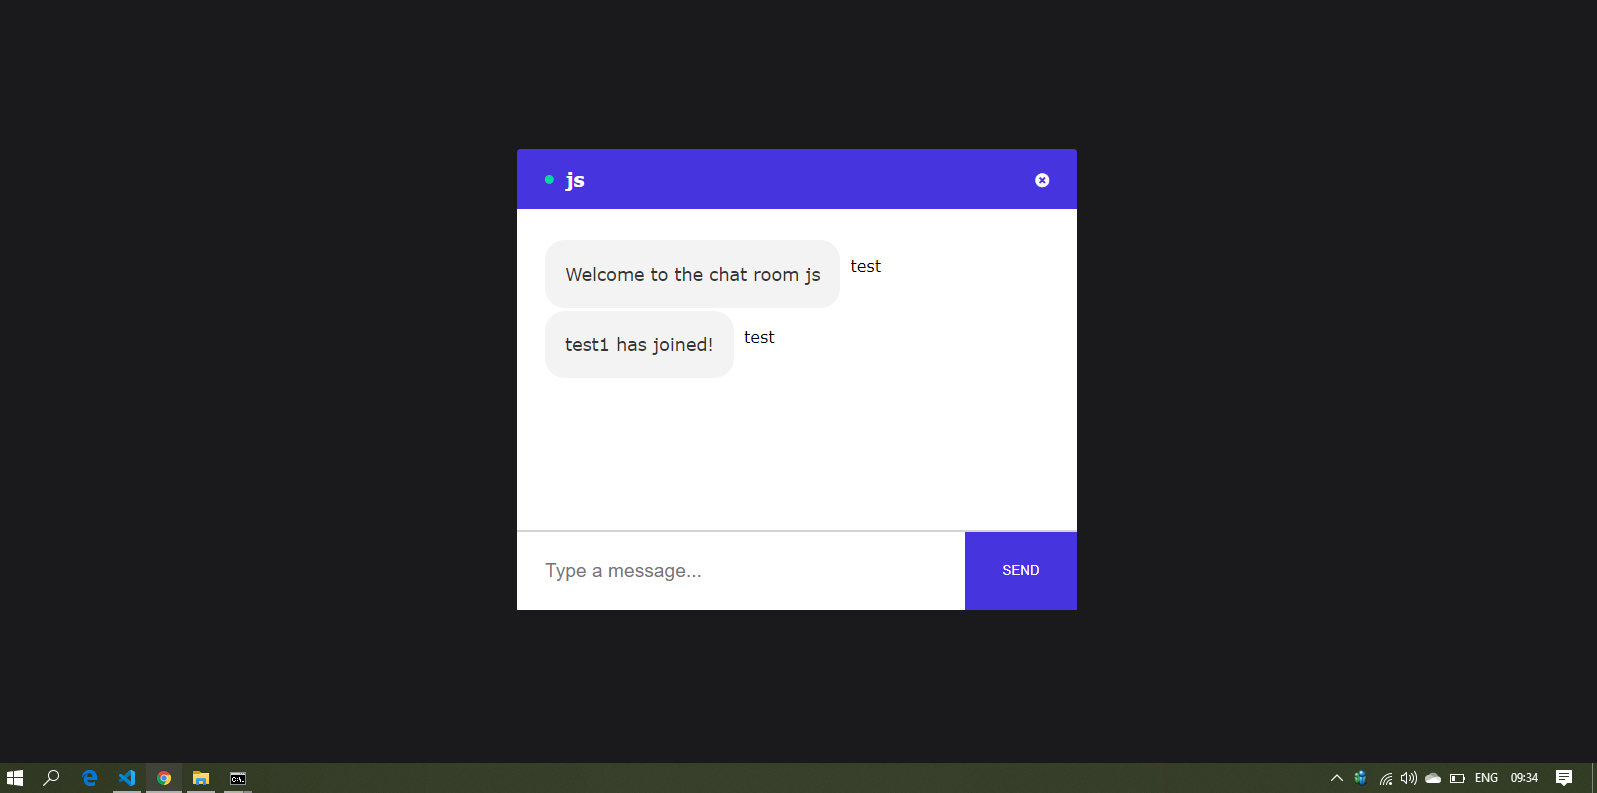 js
Welcome to the chat room js test
test1 has joined! test
Type a message...
SEND
C:\.
ENG 09:34